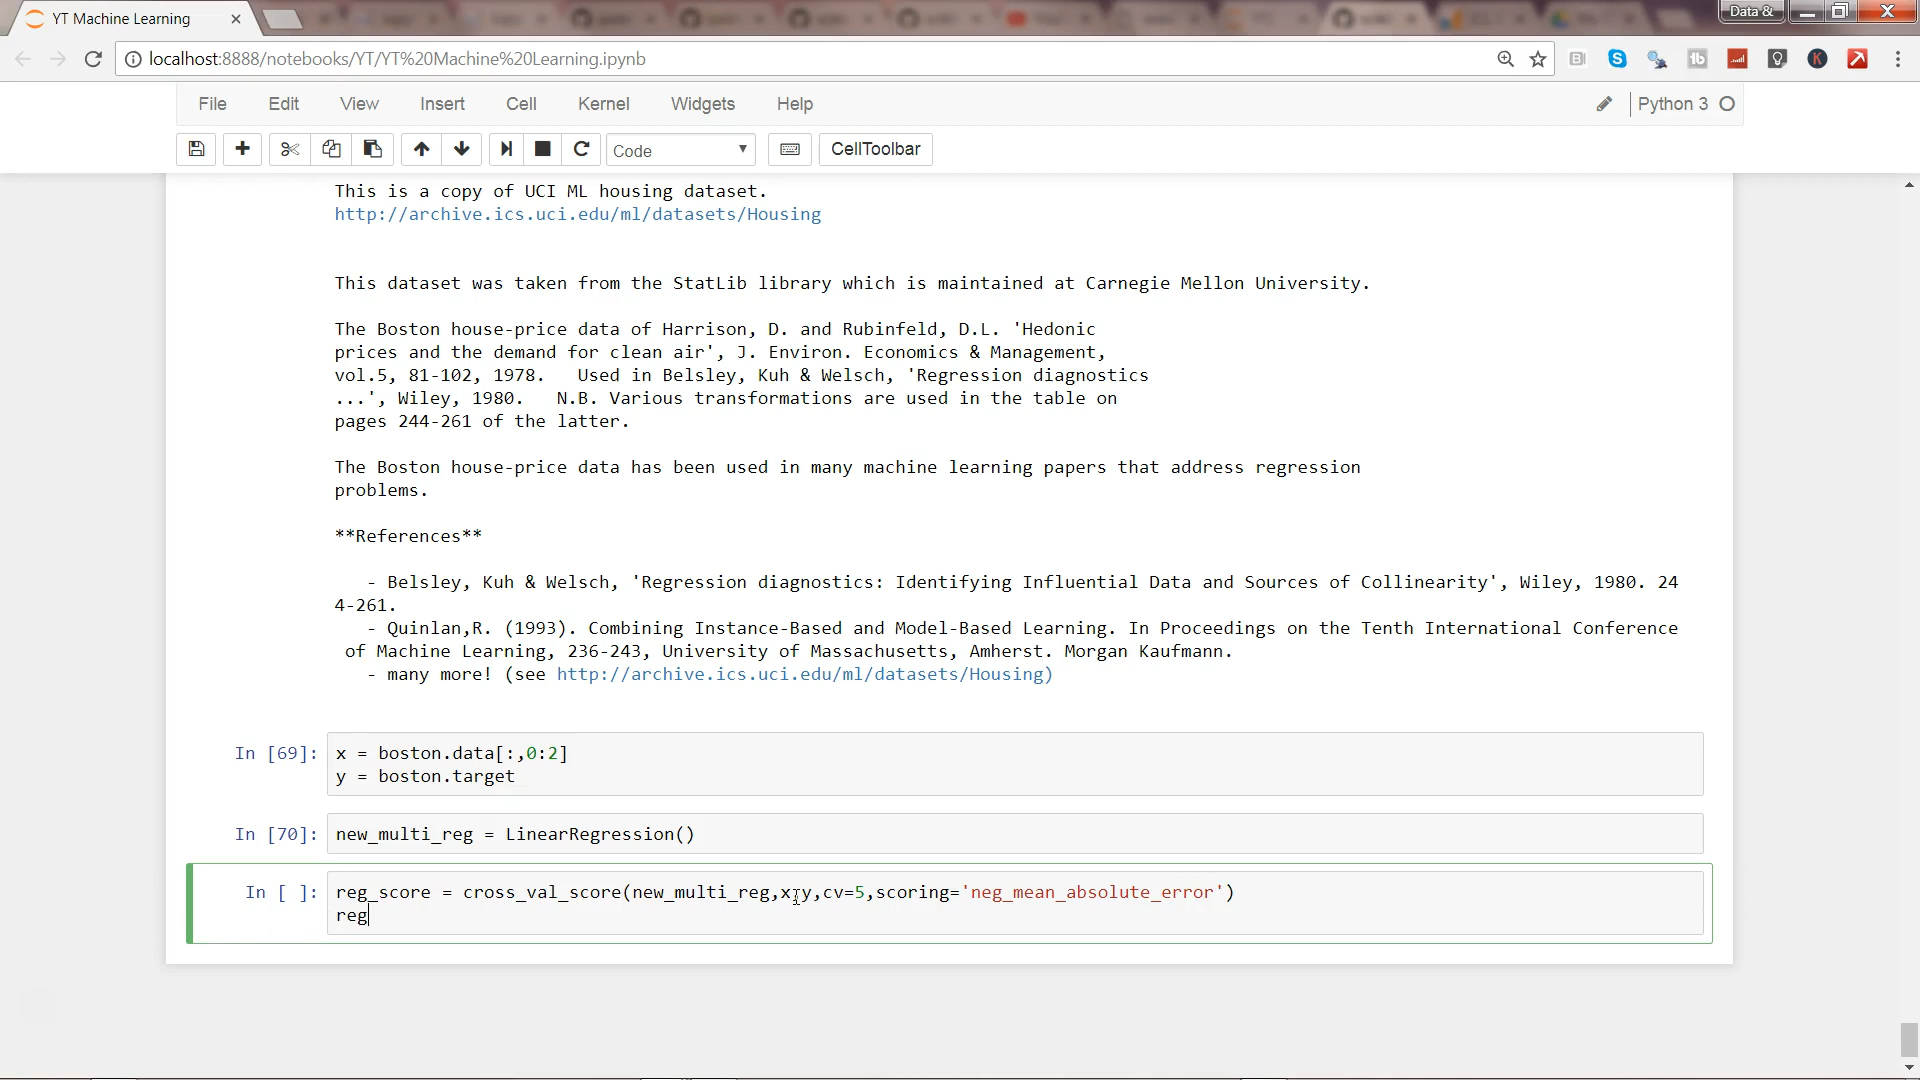 YT Machine Learning
Data &
localhost:8888/notebooks/YT/YT%20Machine%20Learning.ipynb
File Edit View Insert Cell Kernel Widgets Help
Python 3
Code
CellToolbar
This is a copy of UCI ML housing dataset.
http://archive.ics.uci.edu/ml/datasets/Housing
This dataset was taken from the StatLib library which is maintained at Carnegie Mellon University.
The Boston house-price data of Harrison, D. and Rubinfeld, D.L. 'Hedonic
prices and the demand for clean air', J. Environ. Economics & Management,
vol.5, 81-102, 1978.   Used in Belsley, Kuh & Welsch, 'Regression diagnostics
...', Wiley, 1980.   N.B. Various transformations are used in the table on
pages 244-261 of the latter.
The Boston house-price data has been used in many machine learning papers that address regression
problems.
**References**
- Belsley, Kuh & Welsch, 'Regression diagnostics: Identifying Influential Data and Sources of Collinearity', Wiley, 1980. 24
4-261.
- Quinlan,R. (1993). Combining Instance-Based and Model-Based Learning. In Proceedings on the Tenth International Conference
of Machine Learning, 236-243, University of Massachusetts, Amherst. Morgan Kaufmann.
- many more! (see http://archive.ics.uci.edu/ml/datasets/Housing)
In [69]: x = boston.data[:,0:2]
y = boston.target
In [70]: new_multi_reg = LinearRegression()
In [ ]: reg_score = cross_val_score(new_multi_reg,x,y,cv=5,scoring='neg_mean_absolute_error')
reg